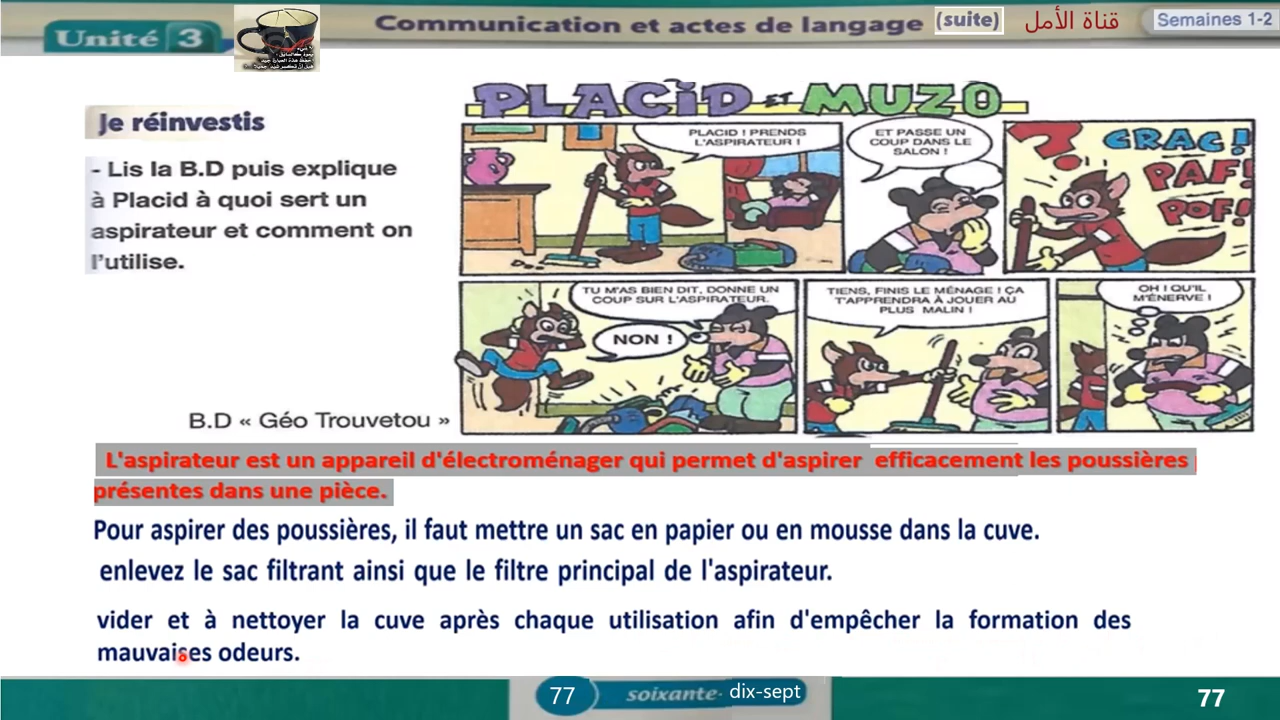 Unité 3
Communication et actes de langage (suite)
قناة الأمل
Semaines 1-2
Je réinvestis
- Lis la B.D puis explique
à Placid à quoi sert un
aspirateur et comment on
l'utilise.
B.D « Géo Trouvetou »
PLACID ET MUZO
PLACID ! PRENDS
L'ASPIRATEUR !
ET PASSE UN
COUP DANS LE
SALON !
?
CRAC!
PAF!
POF!
TU M'AS BIEN DIT, DONNE UN
COUP SUR L'ASPIRATEUR.
NON !
TIENS, FINIS LE MÉNAGE ! ÇA
T'APPRENDRA À JOUER AU
PLUS MALIN !
OH ! QU'IL
M'ÉNERVE !
L'aspirateur est un appareil d'électroménager qui permet d'aspirer efficacement les poussières
présentes dans une pièce.
Pour aspirer des poussières, il faut mettre un sac en papier ou en mousse dans la cuve.
enlevez le sac filtrant ainsi que le filtre principal de l'aspirateur.
vider et à nettoyer la cuve après chaque utilisation afin d'empêcher la formation des
mauvaises odeurs.
77 soixante- dix-sept
77